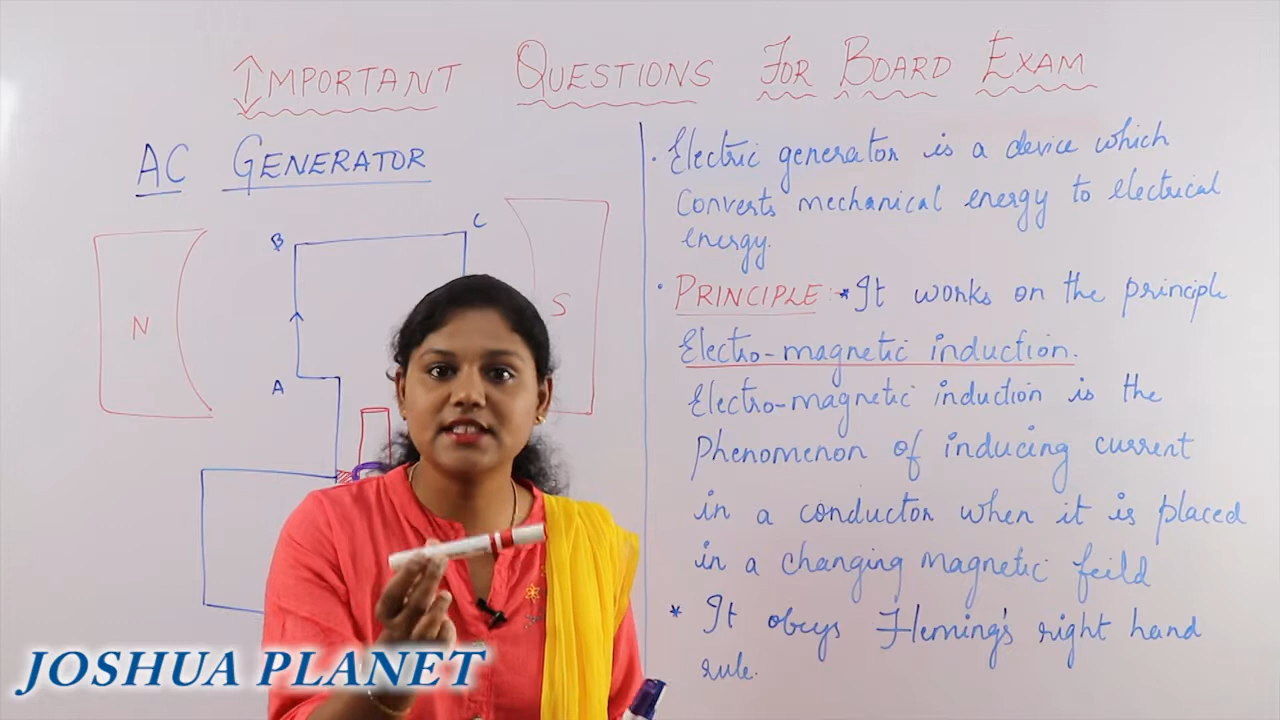 IMPORTANT QUESTIONS FOR BOARD EXAM
AC GENERATOR
B
C
N
S
A
. Electric generator is a device which
converts mechanical energy to electrical
energy.
. PRINCIPLE: * It works on the principle
Electro-magnetic induction.
Electro-magnetic induction is the
phenomenon of inducing current
in a conductor when it is placed
in a changing magnetic feild
* It obeys Fleming's right hand
rule.
JOSHUA PLANET